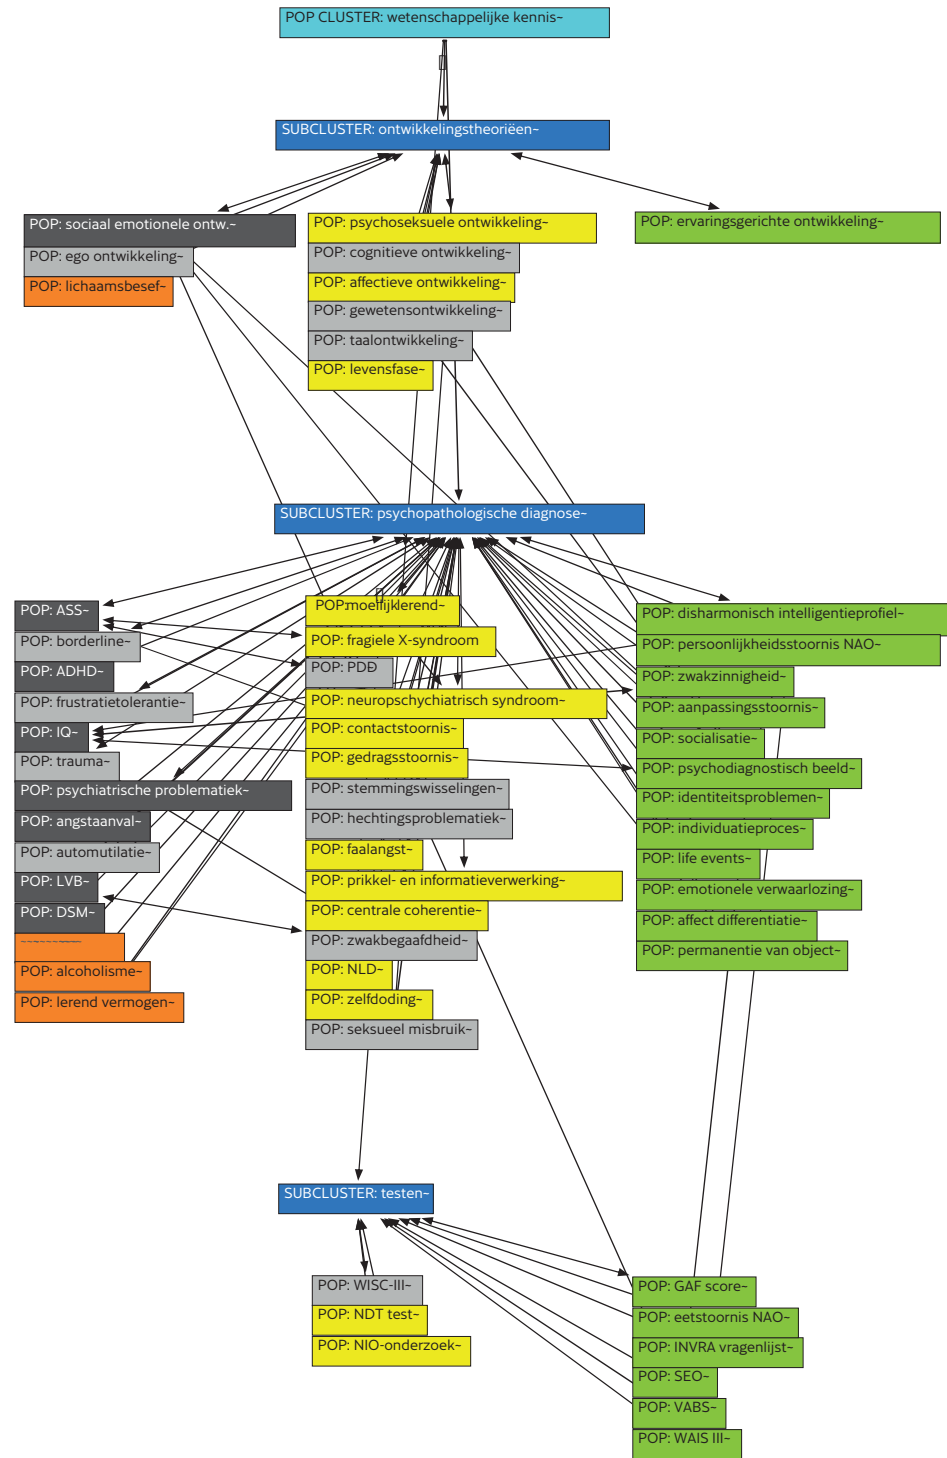 POP CLUSTER: wetenschappelijke kennis~
SUBCLUSTER: ontwikkelingstheoriëen~
POP: sociaal emotionele ontw.~
POP: ego ontwikkeling~
POP: lichaamsbesef~
POP: psychoseksuele ontwikkeling~
POP: cognitieve ontwikkeling~
POP: affectieve ontwikkeling~
POP: gewetensontwikkeling~
POP: taalontwikkeling~
POP: levensfase~
POP: ervaringsgerichte ontwikkeling~
SUBCLUSTER: psychopathologische diagnose~
POP: ASS~
POP: borderline~
POP: ADHD~
POP: frustratietolerantie~
POP: IQ~
POP: trauma~
POP: psychiatrische problematiek~
POP: angstaanval~
POP: automutilatie~
POP: LVB~
POP: DSM~
POP: alcoholisme~
POP: lerend vermogen~
POP:moeilijklerend~
POP: fragiele X-syndroom
POP: PDD
POP: neuropschychiatrisch syndroom~
POP: contactstoornis~
POP: gedragsstoornis~
POP: stemmingswisselingen~
POP: hechtingsproblematiek~
POP: faalangst~
POP: prikkel- en informatieverwerking~
POP: centrale coherentie~
POP: zwakbegaafdheid~
POP: NLD~
POP: zelfdoding~
POP: seksueel misbruik~
POP: disharmonisch intelligentieprofiel~
POP: persoonlijkheidsstoornis NAO~
POP: zwakzinnigheid~
POP: aanpassingsstoornis~
POP: socialisatie~
POP: psychodiagnostisch beeld~
POP: identiteitsproblemen~
POP: individuatieproces~
POP: life events~
POP: emotionele verwaarlozing~
POP: affect differentiatie~
POP: permanentie van object~
SUBCLUSTER: testen~
POP: WISC-III~
POP: NDT test~
POP: NIO-onderzoek~
POP: GAF score~
POP: eetstoornis NAO~
POP: INVRA vragenlijst~
POP: SEO~
POP: VABS~
POP: WAIS III~